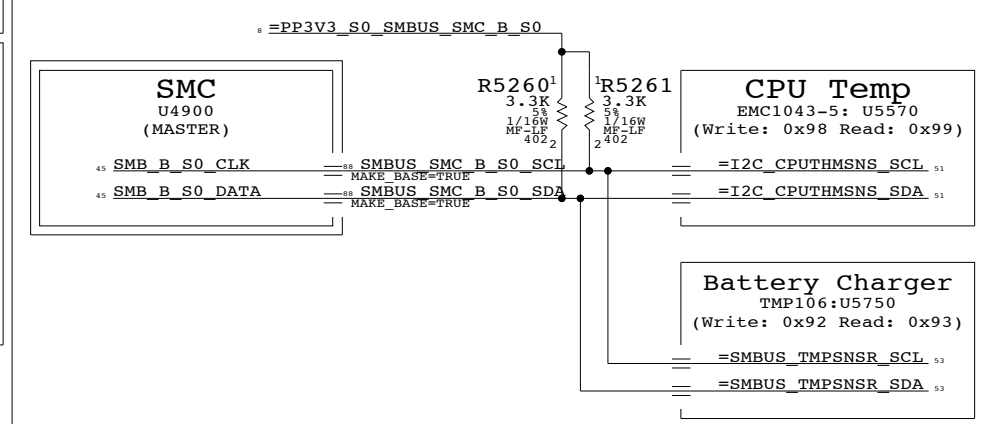 8 =PP3V3_S0_SMBUS_SMC_B_S0
SMC
U4900
(MASTER)
45 SMB_B_S0_CLK
45 SMB_B_S0_DATA
88 SMBUS_SMC_B_S0_SCL
MAKE_BASE=TRUE
88 SMBUS_SMC_B_S0_SDA
MAKE_BASE=TRUE
R5260 1
3.3K
5%
1/16W
MF-LF
402 2
1 R5261
3.3K
5%
1/16W
MF-LF
2 402
CPU Temp
EMC1043-5: U5570
(Write: 0x98 Read: 0x99)
=I2C_CPUTHMSNS_SCL 51
=I2C_CPUTHMSNS_SDA 51
Battery Charger
TMP106:U5750
(Write: 0x92 Read: 0x93)
=SMBUS_TMPSNSR_SCL 53
=SMBUS_TMPSNSR_SDA 53